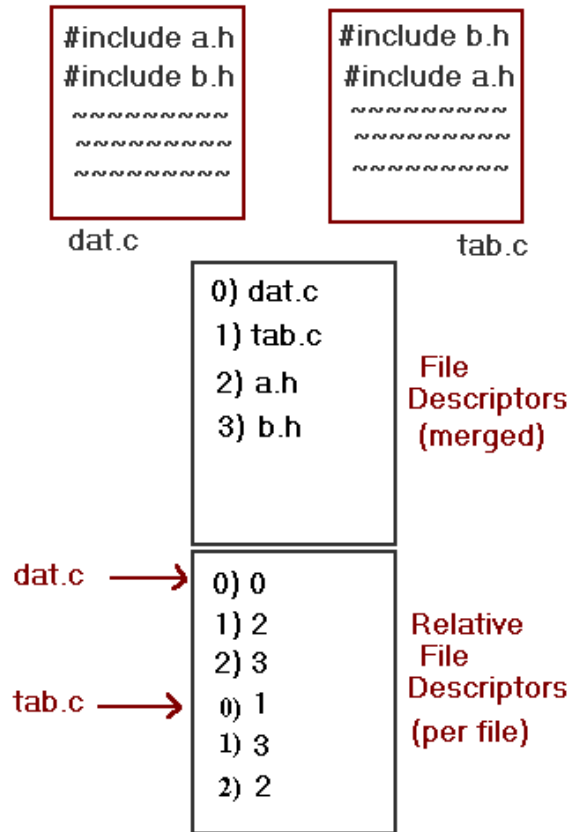 #include a.h
#include b.h
~~~~~~~~~
~~~~~~~~~
~~~~~~~~~
dat.c
#include b.h
#include a.h
~~~~~~~~~
~~~~~~~~~
~~~~~~~~~
tab.c
0) dat.c
1) tab.c
2) a.h
3) b.h
File
Descriptors
(merged)
dat.c
0) 0
1) 2
2) 3
tab.c
0) 1
1) 3
2) 2
Relative
File
Descriptors
(per file)